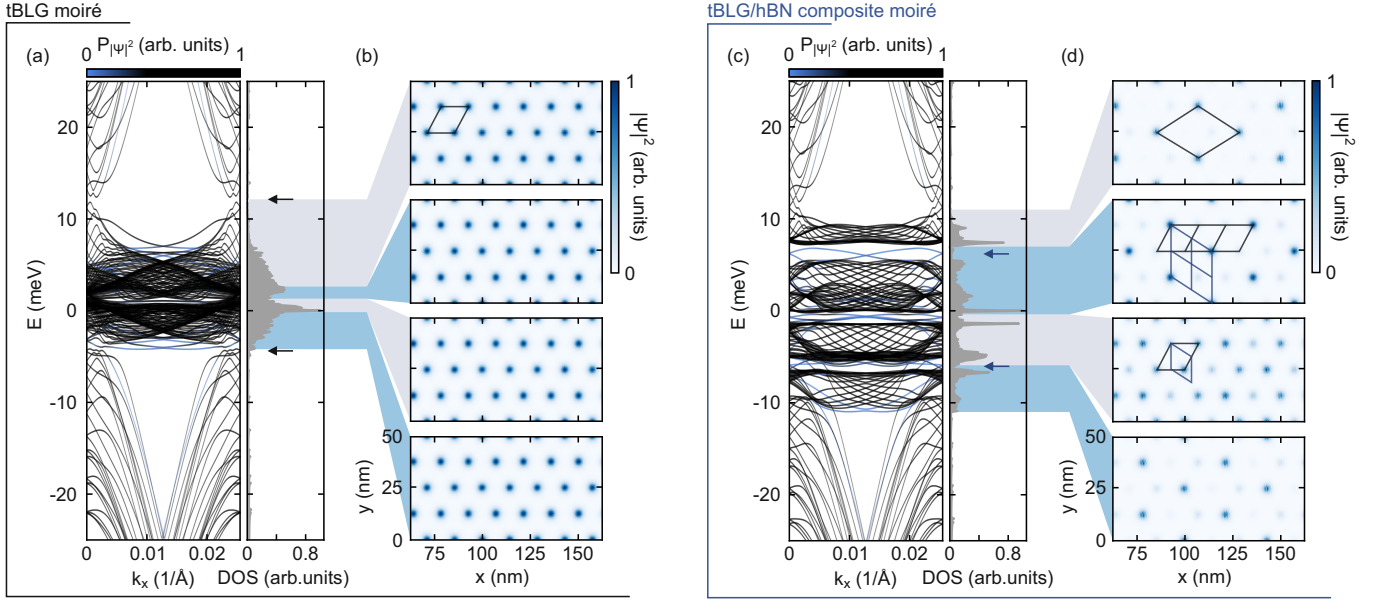 tBLG moiré
(a)
P|Ψ|² (arb. units)
0
1
20
10
0
-10
-20
E (meV)
0
0.01
0.02
kₓ (1/Å)
0
0.8
DOS (arb.units)
(b)
1
|Ψ|² (arb. units)
0
50
25
0
y (nm)
75
100
125
150
x (nm)
tBLG/hBN composite moiré
(c)
P|Ψ|² (arb. units)
0
1
20
10
0
-10
-20
E (meV)
0
0.01
0.02
kₓ (1/Å)
0
0.8
DOS (arb.units)
(d)
1
|Ψ|² (arb. units)
0
50
25
0
y (nm)
75
100
125
150
x (nm)